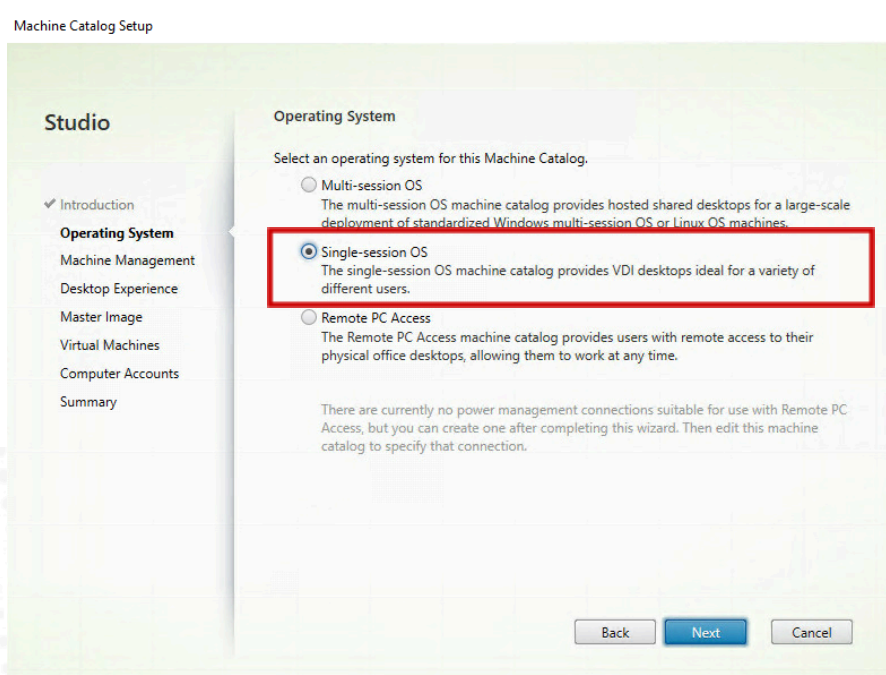 Machine Catalog Setup
Studio
Introduction
Operating System
Machine Management
Desktop Experience
Master Image
Virtual Machines
Computer Accounts
Summary
Operating System
Select an operating system for this Machine Catalog.
Multi-session OS
The multi-session OS machine catalog provides hosted shared desktops for a large-scale
deployment of standardized Windows multi-session OS or Linux OS machines.
Single-session OS
The single-session OS machine catalog provides VDI desktops ideal for a variety of
different users.
Remote PC Access
The Remote PC Access machine catalog provides users with remote access to their
physical office desktops, allowing them to work at any time.
There are currently no power management connections suitable for use with Remote PC
Access, but you can create one after completing this wizard. Then edit this machine
catalog to specify that connection.
Back
Next
Cancel